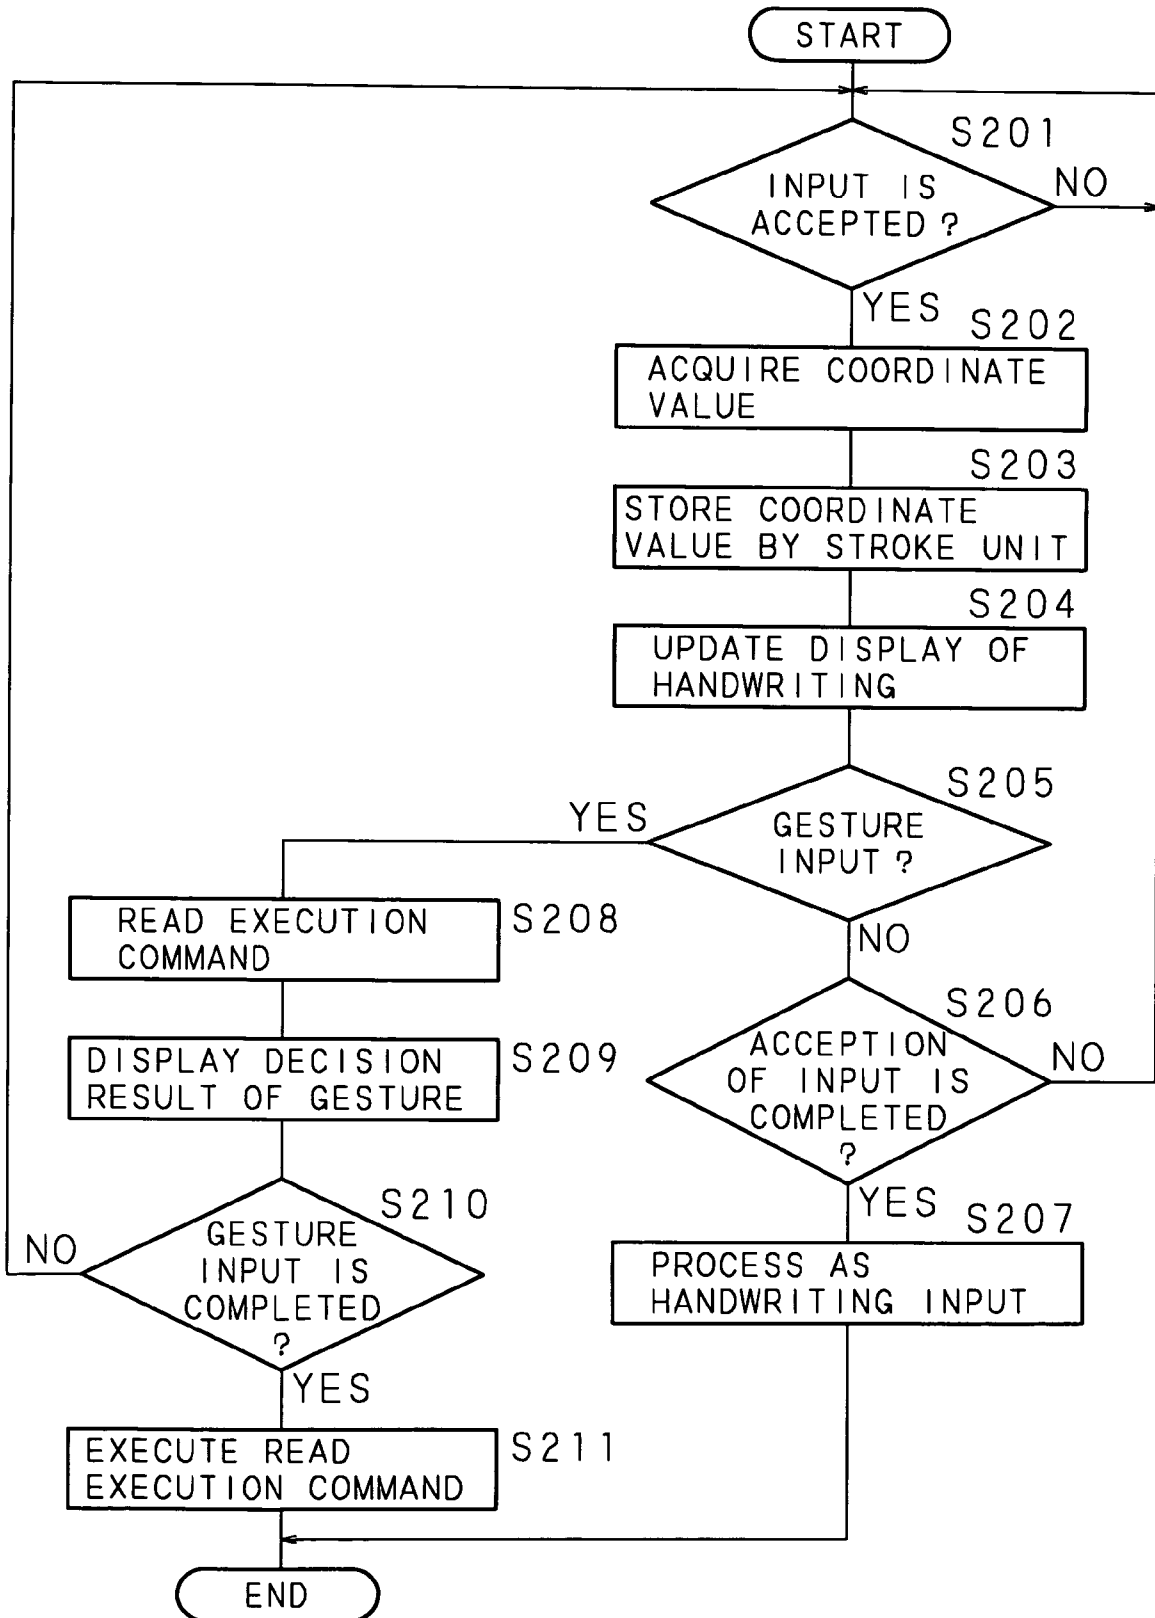 START
S201
INPUT IS
ACCEPTED?
NO
YES
S202
ACQUIRE COORDINATE
VALUE
S203
STORE COORDINATE
VALUE BY STROKE UNIT
S204
UPDATE DISPLAY OF
HANDWRITING
S205
YES
GESTURE
INPUT?
NO
READ EXECUTION
COMMAND
S208
S206
ACCEPTION
OF INPUT IS
COMPLETED
?
NO
DISPLAY DECISION
RESULT OF GESTURE
S209
YES
S210
GESTURE
INPUT IS
COMPLETED
?
NO
S207
PROCESS AS
HANDWRITING INPUT
YES
EXECUTE READ
EXECUTION COMMAND
S211
END